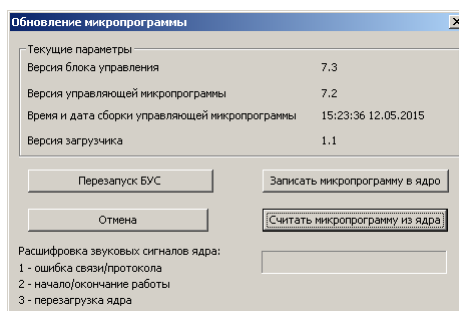 Обновление микропрограммы
Текущие параметры
Версия блока управления 7.3
Версия управляющей микропрограммы 7.2
Время и дата сборки управляющей микропрограммы 15:23:36 12.05.2015
Версия загрузчика 1.1
Перезапуск БУС Записать микропрограмму в ядро
Отмена Считать микропрограмму из ядра
Расшифровка звуковых сигналов ядра:
1 - ошибка связи/протокола
2 - начало/окончание работы
3 - перезагрузка ядра